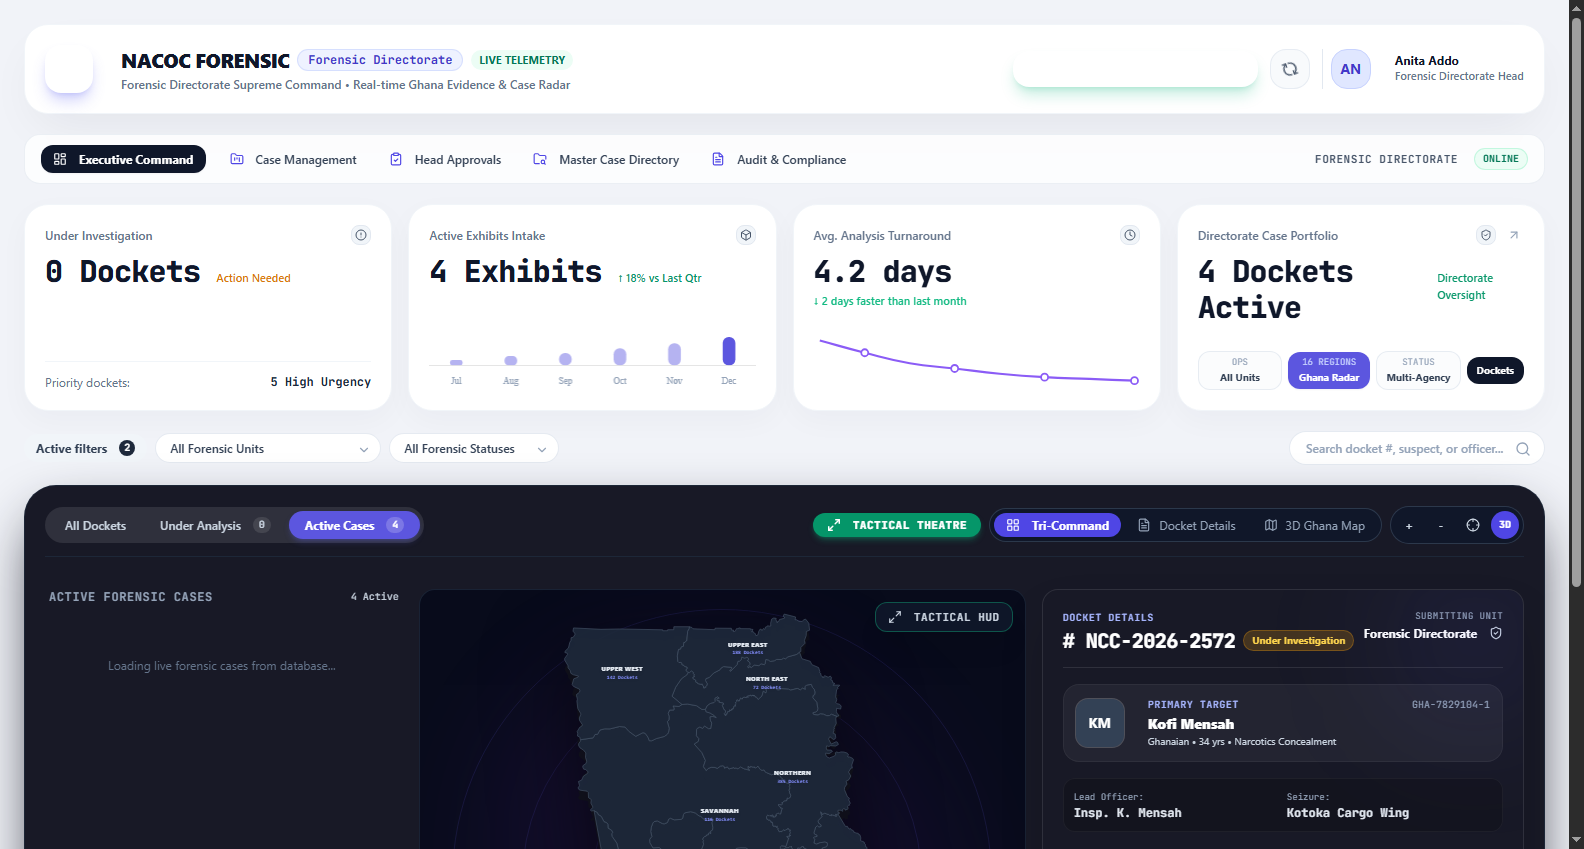 NACOC FORENSIC Forensic Directorate LIVE TELEMETRY
Forensic Directorate Supreme Command • Real-time Ghana Evidence & Case Radar
AN
Anita Addo
Forensic Directorate Head
Executive Command Case Management Head Approvals Master Case Directory Audit & Compliance
FORENSIC DIRECTORATE ONLINE
Under Investigation
0 Dockets Action Needed
Priority dockets: 5 High Urgency
Active Exhibits Intake
4 Exhibits ↑ 18% vs Last Qtr
Jul Aug Sep Oct Nov Dec
Avg. Analysis Turnaround
4.2 days
↓ 2 days faster than last month
Directorate Case Portfolio
4 Dockets
Active
Directorate
Oversight
OPS
All Units
16 REGIONS
Ghana Radar
STATUS
Multi-Agency
Dockets
Active filters 2 All Forensic Units All Forensic Statuses
Search docket #, suspect, or officer...
All Dockets Under Analysis 0 Active Cases 4
TACTICAL THEATRE Tri-Command Docket Details 3D Ghana Map + - 3D
ACTIVE FORENSIC CASES 4 Active
Loading live forensic cases from database...
TACTICAL HUD
UPPER EAST
UPPER WEST
NORTH EAST
NORTHERN
SAVANNAH
DOCKET DETAILS
# NCC-2026-2572 Under Investigation
SUBMITTING UNIT
Forensic Directorate
KM
PRIMARY TARGET GHA-7829104-1
Kofi Mensah
Ghanaian • 34 yrs • Narcotics Concealment
Lead Officer:
Insp. K. Mensah
Seizure:
Kotoka Cargo Wing